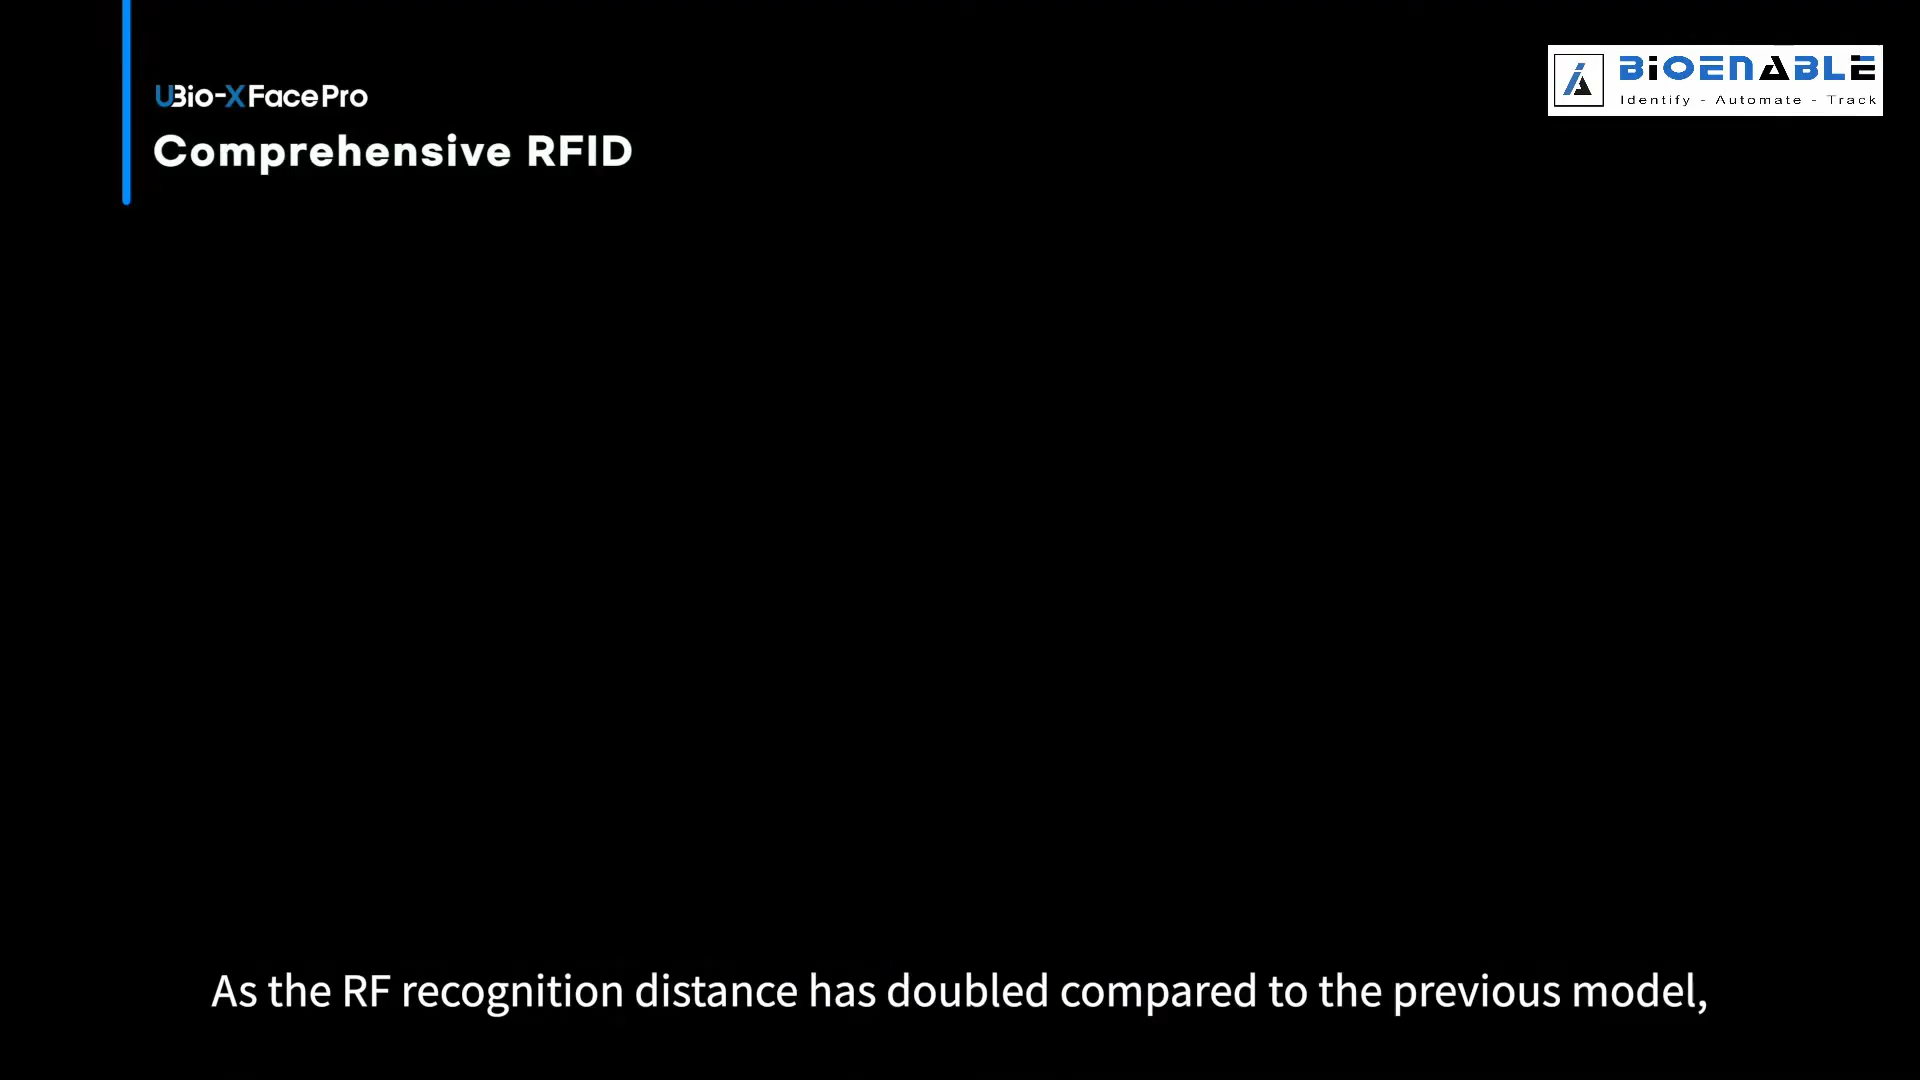 UBio-X Face Pro
Comprehensive RFID
BIOENABLE
Identify - Automate - Track
As the RF recognition distance has doubled compared to the previous model,